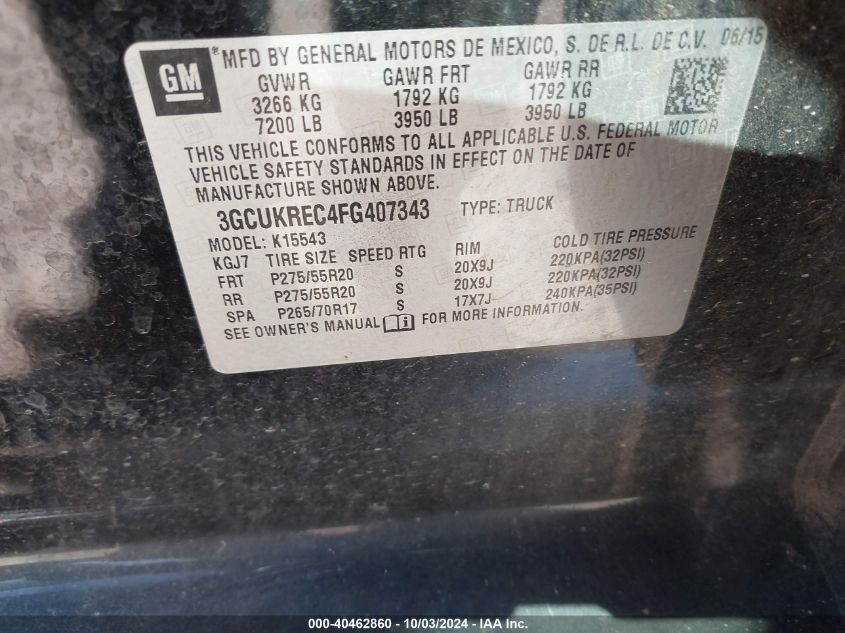 GM
® MFD BY GENERAL MOTORS DE MEXICO, S. DE R.L. DE C.V. 06/15
GVWR GAWR FRT GAWR RR
3266 KG 1792 KG 1792 KG
7200 LB 3950 LB 3950 LB
THIS VEHICLE CONFORMS TO ALL APPLICABLE U.S. FEDERAL MOTOR
VEHICLE SAFETY STANDARDS IN EFFECT ON THE DATE OF
MANUFACTURE SHOWN ABOVE.
3GCUKREC4FG407343 TYPE: TRUCK
MODEL: K15543
KGJ7 TIRE SIZE SPEED RTG RIM COLD TIRE PRESSURE
FRT P275/55R20 S 20X9J 220KPA(32PSI)
RR P275/55R20 S 20X9J 220KPA(32PSI)
SPA P265/70R17 S 17X7J 240KPA(35PSI)
SEE OWNER'S MANUAL FOR MORE INFORMATION.
000-40462860 - 10/03/2024 - IAA Inc.